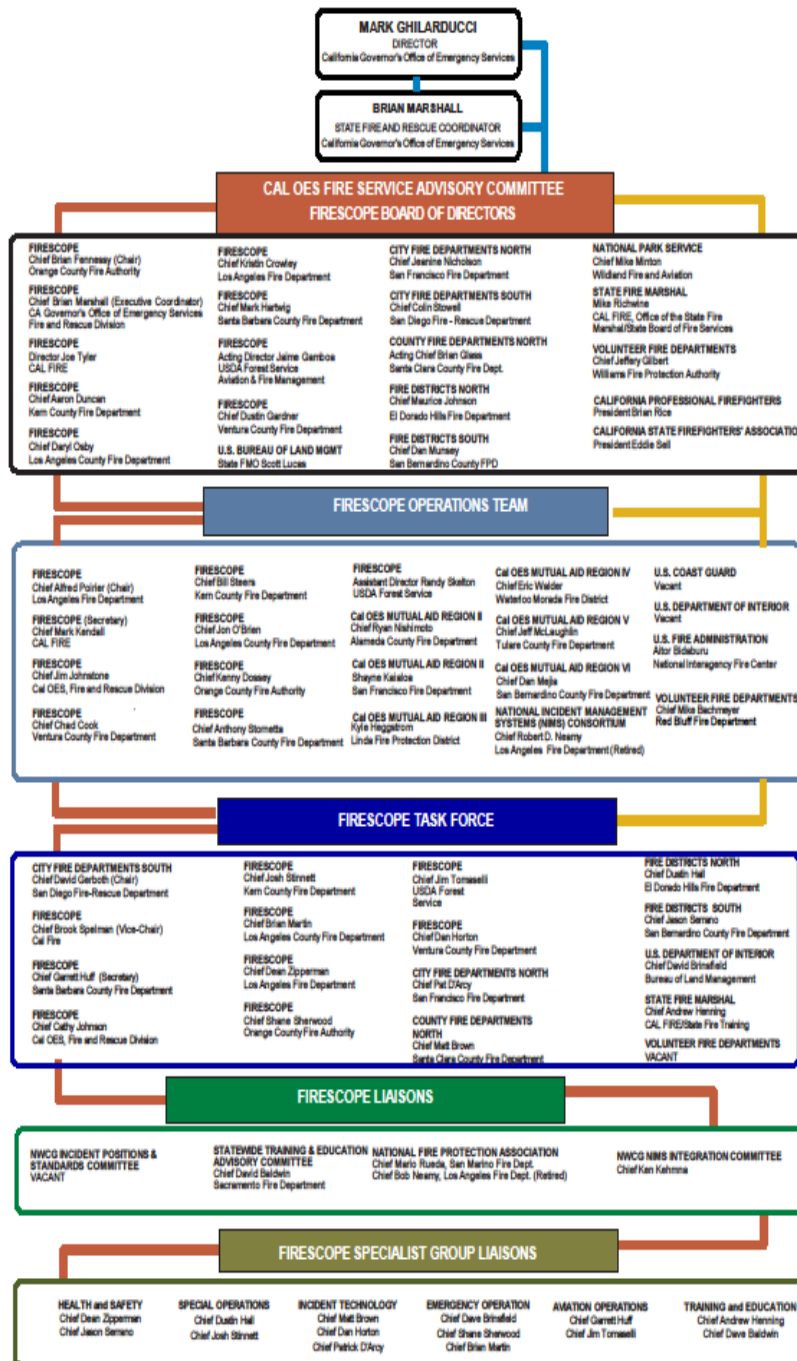 MARK GHILARDUCCI
DIRECTOR
California Governor's Office of Emergency Services
BRIAN MARSHALL
STATE FIRE AND RESCUE COORDINATOR
California Governor's Office of Emergency Services
CAL OES FIRE SERVICE ADVISORY COMMITTEE
FIRESCOPE BOARD OF DIRECTORS
FIRESCOPE
Chief Brian Fennessy (Chair)
Orange County Fire Authority
FIRESCOPE
Chief Brian Marshall (Executive Coordinator)
CA Governor's Office of Emergency Services
Fire and Rescue Division
FIRESCOPE
Director Joe Tyler
CAL FIRE
FIRESCOPE
Chief Aaron Duncan
Kern County Fire Department
FIRESCOPE
Chief Daryl Osby
Los Angeles County Fire Department
FIRESCOPE
Chief Kristin Crowley
Los Angeles Fire Department
FIRESCOPE
Chief Mark Hartwig
Santa Barbara County Fire Department
FIRESCOPE
Acting Director Jaime Gamboa
USDA Forest Service
Aviation & Fire Management
FIRESCOPE
Chief Dustin Gardner
Ventura County Fire Department
U.S. BUREAU OF LAND MGMT
State FMO Scott Lucas
CITY FIRE DEPARTMENTS NORTH
Chief Jeanine Nicholson
San Francisco Fire Department
CITY FIRE DEPARTMENTS SOUTH
Chief Colin Stowell
San Diego Fire - Rescue Department
COUNTY FIRE DEPARTMENTS NORTH
Acting Chief Brian Glass
Santa Clara County Fire Dept.
FIRE DISTRICTS NORTH
Chief Maurice Johnson
El Dorado Hills Fire Department
FIRE DISTRICTS SOUTH
Chief Dan Munsey
San Bernardino County FPD
NATIONAL PARK SERVICE
Chief Mike Minton
Wildland Fire and Aviation
STATE FIRE MARSHAL
Mike Richwine
CAL FIRE, Office of the State Fire
Marshal/State Board of Fire Services
VOLUNTEER FIRE DEPARTMENTS
Chief Jeffery Gilbert
Williams Fire Protection Authority
CALIFORNIA PROFESSIONAL FIREFIGHTERS
President Brian Rice
CALIFORNIA STATE FIREFIGHTERS' ASSOCIATION
President Eddie Sell
FIRESCOPE OPERATIONS TEAM
FIRESCOPE
Chief Alfred Poirier (Chair)
Los Angeles Fire Department
FIRESCOPE (Secretary)
Chief Mark Kendall
CAL FIRE
FIRESCOPE
Chief Jim Johnstone
Cal OES, Fire and Rescue Division
FIRESCOPE
Chief Chad Cook
Ventura County Fire Department
FIRESCOPE
Chief Bill Steers
Kern County Fire Department
FIRESCOPE
Chief Jon O'Brien
Los Angeles County Fire Department
FIRESCOPE
Chief Kenny Dossey
Orange County Fire Authority
FIRESCOPE
Chief Anthony Stornetta
Santa Barbara County Fire Department
FIRESCOPE
Assistant Director Randy Skelton
USDA Forest Service
Cal OES MUTUAL AID REGION II
Chief Ryan Nishimoto
Alameda County Fire Department
Cal OES MUTUAL AID REGION II
Shayne Kaialoa
San Francisco Fire Department
Cal OES MUTUAL AID REGION III
Kyle Heggstrom
Linda Fire Protection District
Cal OES MUTUAL AID REGION IV
Chief Eric Walder
Waterloo Morada Fire District
Cal OES MUTUAL AID REGION V
Chief Jeff McLaughlin
Tulare County Fire Department
Cal OES MUTUAL AID REGION VI
Chief Dan Mejia
San Bernardino County Fire Department
NATIONAL INCIDENT MANAGEMENT
SYSTEMS (NIMS) CONSORTIUM
Chief Robert D. Neamy
Los Angeles Fire Department (Retired)
U.S. COAST GUARD
Vacant
U.S. DEPARTMENT OF INTERIOR
Vacant
U.S. FIRE ADMINISTRATION
Aitor Bidaburu
National Interagency Fire Center
VOLUNTEER FIRE DEPARTMENTS
Chief Mike Bachmeyer
Red Bluff Fire Department
FIRESCOPE TASK FORCE
CITY FIRE DEPARTMENTS SOUTH
Chief David Gerboth (Chair)
San Diego Fire-Rescue Department
FIRESCOPE
Chief Brook Spelman (Vice-Chair)
Cal Fire
FIRESCOPE
Chief Garrett Huff (Secretary)
Santa Barbara County Fire Department
FIRESCOPE
Chief Cathy Johnson
Cal OES, Fire and Rescue Division
FIRESCOPE
Chief Josh Stinnett
Kern County Fire Department
FIRESCOPE
Chief Brian Martin
Los Angeles County Fire Department
FIRESCOPE
Chief Dean Zipperman
Los Angeles Fire Department
FIRESCOPE
Chief Shane Sherwood
Orange County Fire Authority
FIRESCOPE
Chief Jim Tomaselli
USDA Forest
Service
FIRESCOPE
Chief Dan Horton
Ventura County Fire Department
CITY FIRE DEPARTMENTS NORTH
Chief Pat D'Arcy
San Francisco Fire Department
COUNTY FIRE DEPARTMENTS
NORTH
Chief Matt Brown
Santa Clara County Fire Department
FIRE DISTRICTS NORTH
Chief Dustin Hall
El Dorado Hills Fire Department
FIRE DISTRICTS SOUTH
Chief Jason Serrano
San Bernardino County Fire Department
U.S. DEPARTMENT OF INTERIOR
Chief David Brinsfield
Bureau of Land Management
STATE FIRE MARSHAL
Chief Andrew Henning
CAL FIRE/State Fire Training
VOLUNTEER FIRE DEPARTMENTS
VACANT
FIRESCOPE LIAISONS
NWCG INCIDENT POSITIONS &
STANDARDS COMMITTEE
VACANT
STATEWIDE TRAINING & EDUCATION
ADVISORY COMMITTEE
Chief David Baldwin
Sacramento Fire Department
NATIONAL FIRE PROTECTION ASSOCIATION
Chief Mario Rueda, San Marino Fire Dept.
Chief Bob Neamy, Los Angeles Fire Dept. (Retired)
NWCG NIMS INTEGRATION COMMITTEE
Chief Ken Kehmna
FIRESCOPE SPECIALIST GROUP LIAISONS
HEALTH and SAFETY
Chief Dean Zipperman
Chief Jason Serrano
SPECIAL OPERATIONS
Chief Dustin Hall
Chief Josh Stinnett
INCIDENT TECHNOLOGY
Chief Matt Brown
Chief Dan Horton
Chief Patrick D'Arcy
EMERGENCY OPERATION
Chief Dave Brinsfield
Chief Shane Sherwood
Chief Brian Martin
AVIATION OPERATIONS
Chief Garrett Huff
Chief Jim Tomaselli
TRAINING and EDUCATION
Chief Andrew Henning
Chief Dave Baldwin